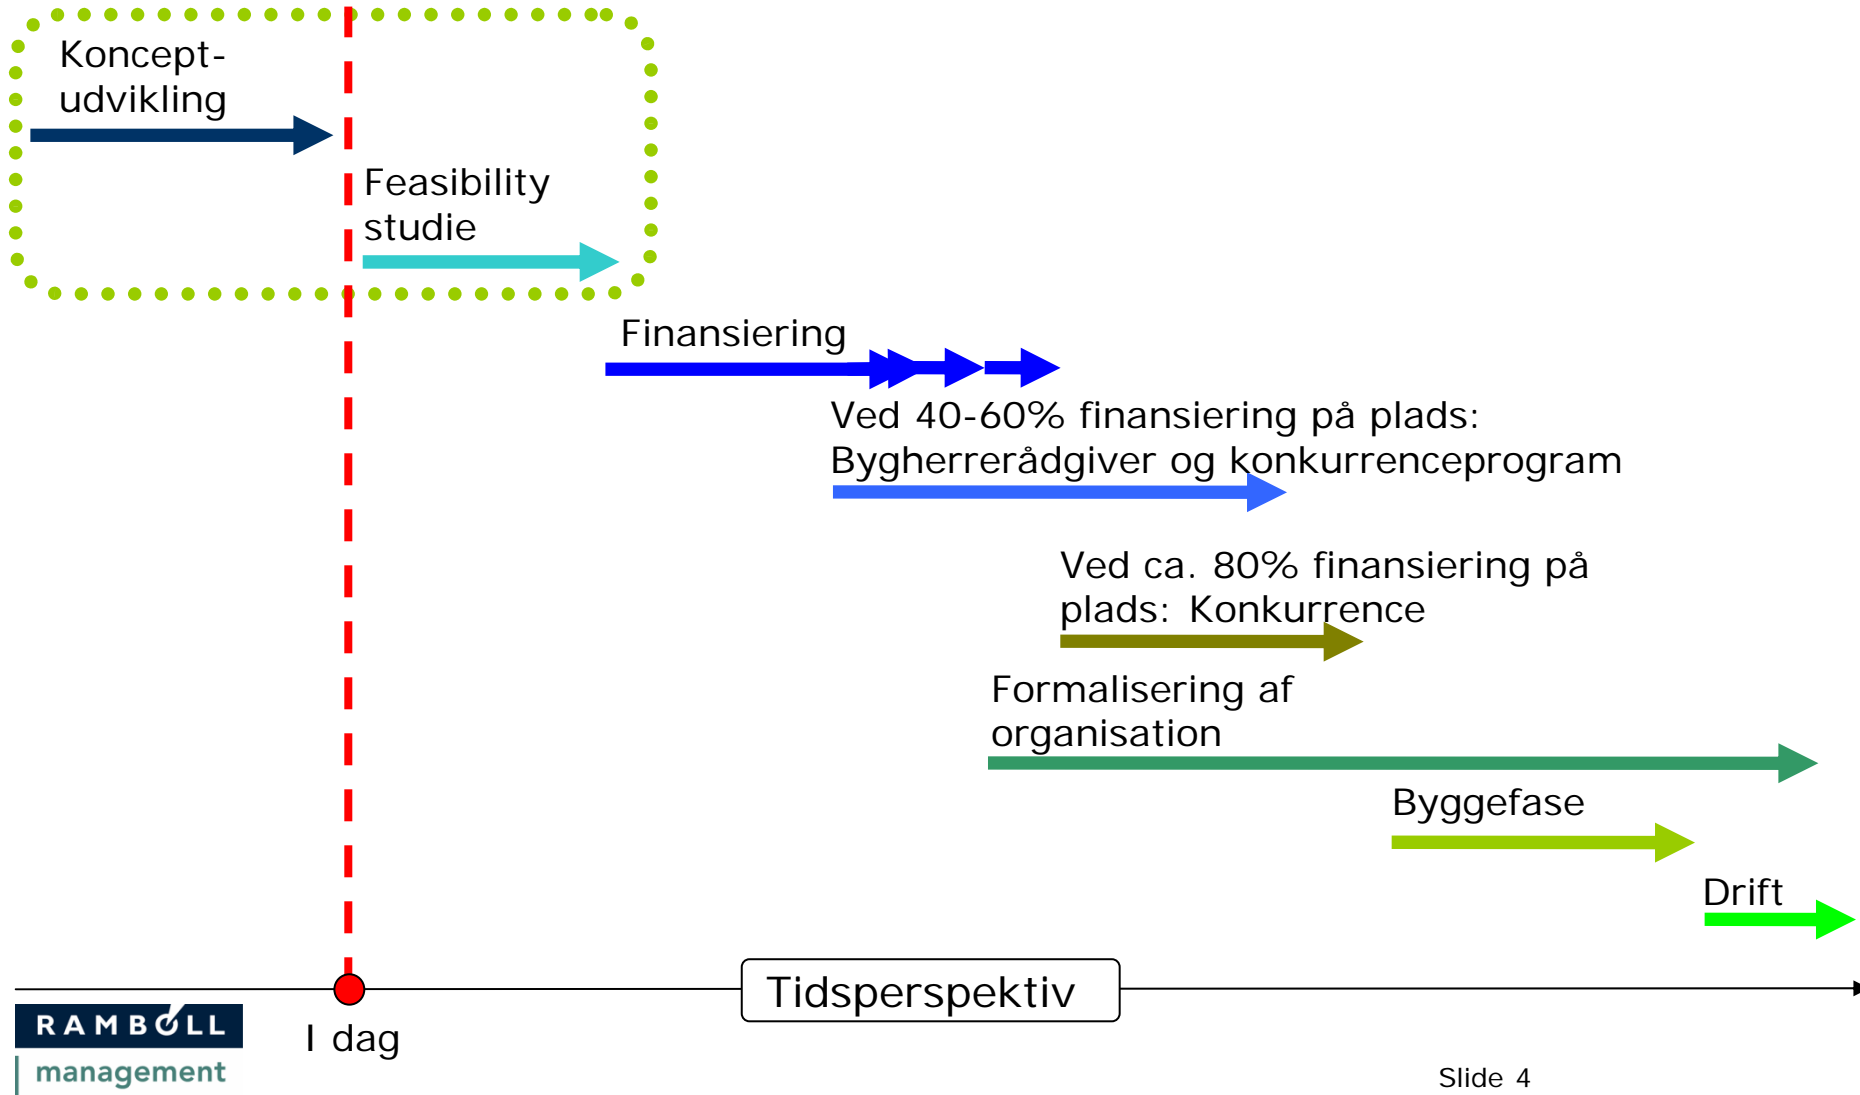 Koncept-
udvikling
Feasibility
studie
Finansiering
Ved 40-60% finansiering på plads:
Bygherrerådgiver og konkurrenceprogram
Ved ca. 80% finansiering på
plads: Konkurrence
Formalisering af
organisation
Byggefase
Drift
Tidsperspektiv
I dag
RAMBØLL
management
Slide 4